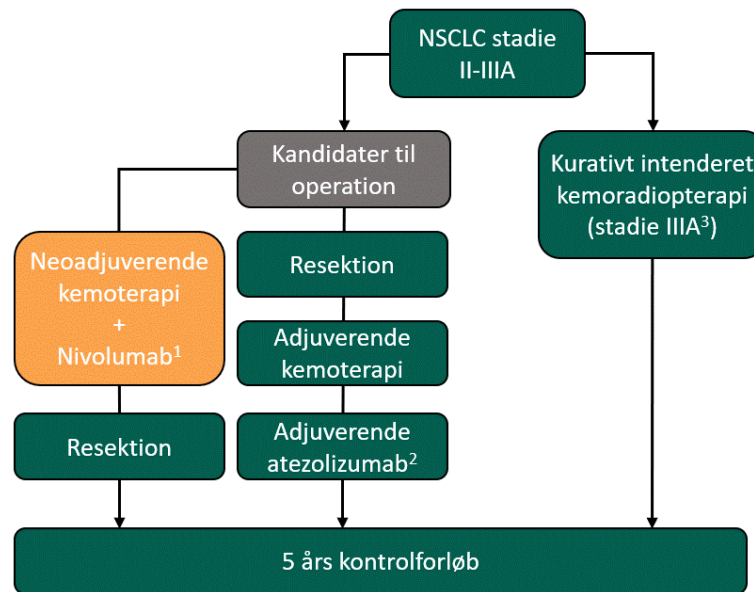 NSCLC stadie
II-IIIA
Kandidater til
operation
Kurativt intenderet
kemoradiopterapi
(stadie IIIA³)
Neoadjuverende
kemoterapi
+
Nivolumab¹
Resektion
Adjuverende
kemoterapi
Resektion
Adjuverende
atezolizumab²
5 års kontrolforløb